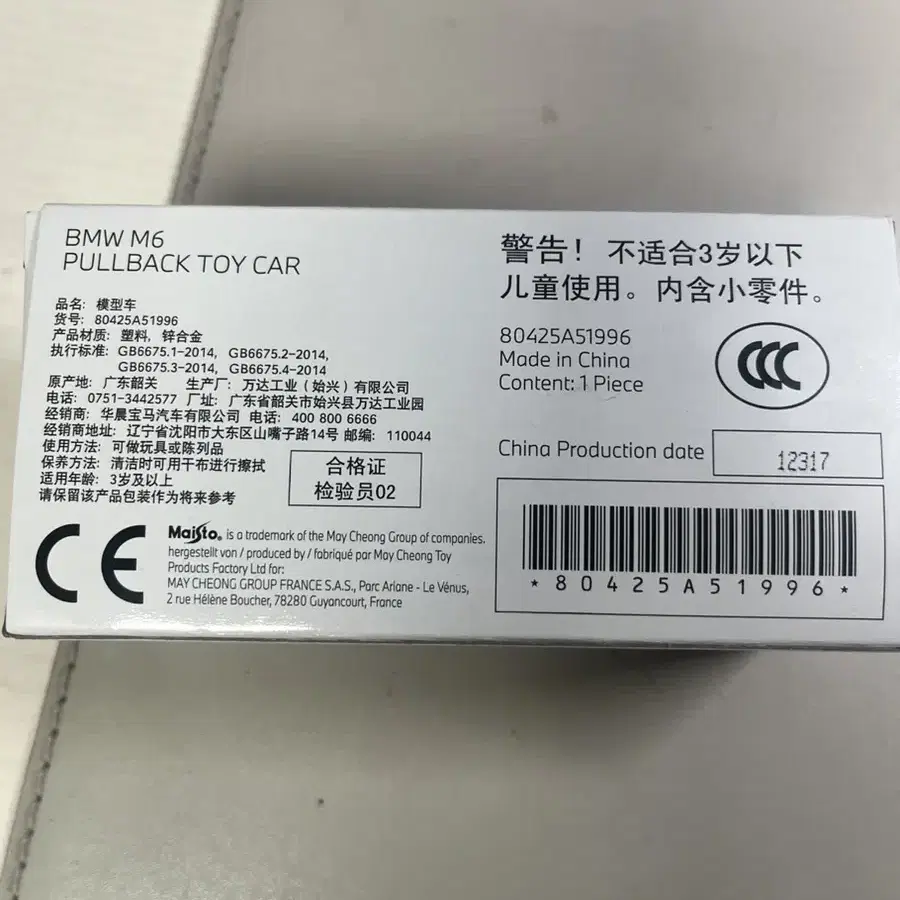 BMW M6
PULLBACK TOY CAR
品名: 模型车
货号: 80425A51996
产品材质: 塑料, 锌合金
执行标准: GB6675.1-2014, GB6675.2-2014,
GB6675.3-2014, GB6675.4-2014
原产地: 广东韶关 生产厂: 万达工业（始兴）有限公司
电话: 0751-3442577 厂址: 广东省韶关市始兴县万达工业园
经销商: 华晨宝马汽车有限公司 电话: 400 800 6666
经销商地址: 辽宁省沈阳市大东区山嘴子路14号 邮编: 110044
使用方法: 可做玩具或陈列品
保养方法: 清洁时可用干布进行擦拭
适用年龄: 3岁及以上
请保留该产品包装作为将来参考
合格证
检验员02
CE
Maisto® is a trademark of the May Cheong Group of companies.
hergestellt von / produced by / fabriqué par May Cheong Toy
Products Factory Ltd for:
MAY CHEONG GROUP FRANCE S.A.S., Parc Ariane - Le Vénus,
2 rue Hélène Boucher, 78280 Guyancourt, France
警告! 不适合3岁以下
儿童使用。内含小零件。
80425A51996
Made in China
Content: 1 Piece
CCC
China Production date 12317
*80425A51996*